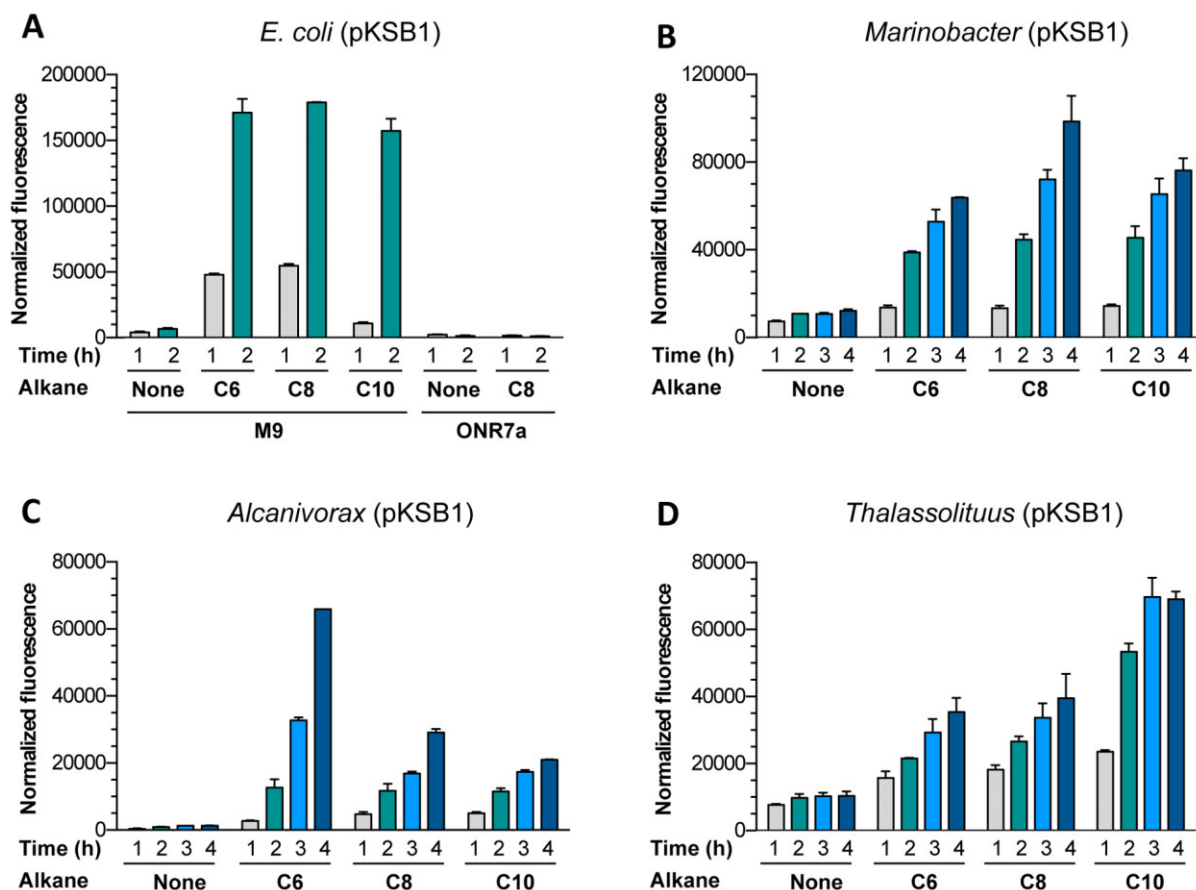 A
E. coli (pKSB1)
Normalized fluorescence
200000
150000
100000
50000
0
Time (h) 1 2 1 2 1 2 1 2 1 2 1 2
Alkane None C6 C8 C10 None C8
M9 ONR7a
B
Marinobacter (pKSB1)
Normalized fluorescence
120000
80000
40000
0
Time (h) 1 2 3 4 1 2 3 4 1 2 3 4 1 2 3 4
Alkane None C6 C8 C10
C
Alcanivorax (pKSB1)
Normalized fluorescence
80000
60000
40000
20000
0
Time (h) 1 2 3 4 1 2 3 4 1 2 3 4 1 2 3 4
Alkane None C6 C8 C10
D
Thalassolituus (pKSB1)
Normalized fluorescence
80000
60000
40000
20000
0
Time (h) 1 2 3 4 1 2 3 4 1 2 3 4 1 2 3 4
Alkane None C6 C8 C10